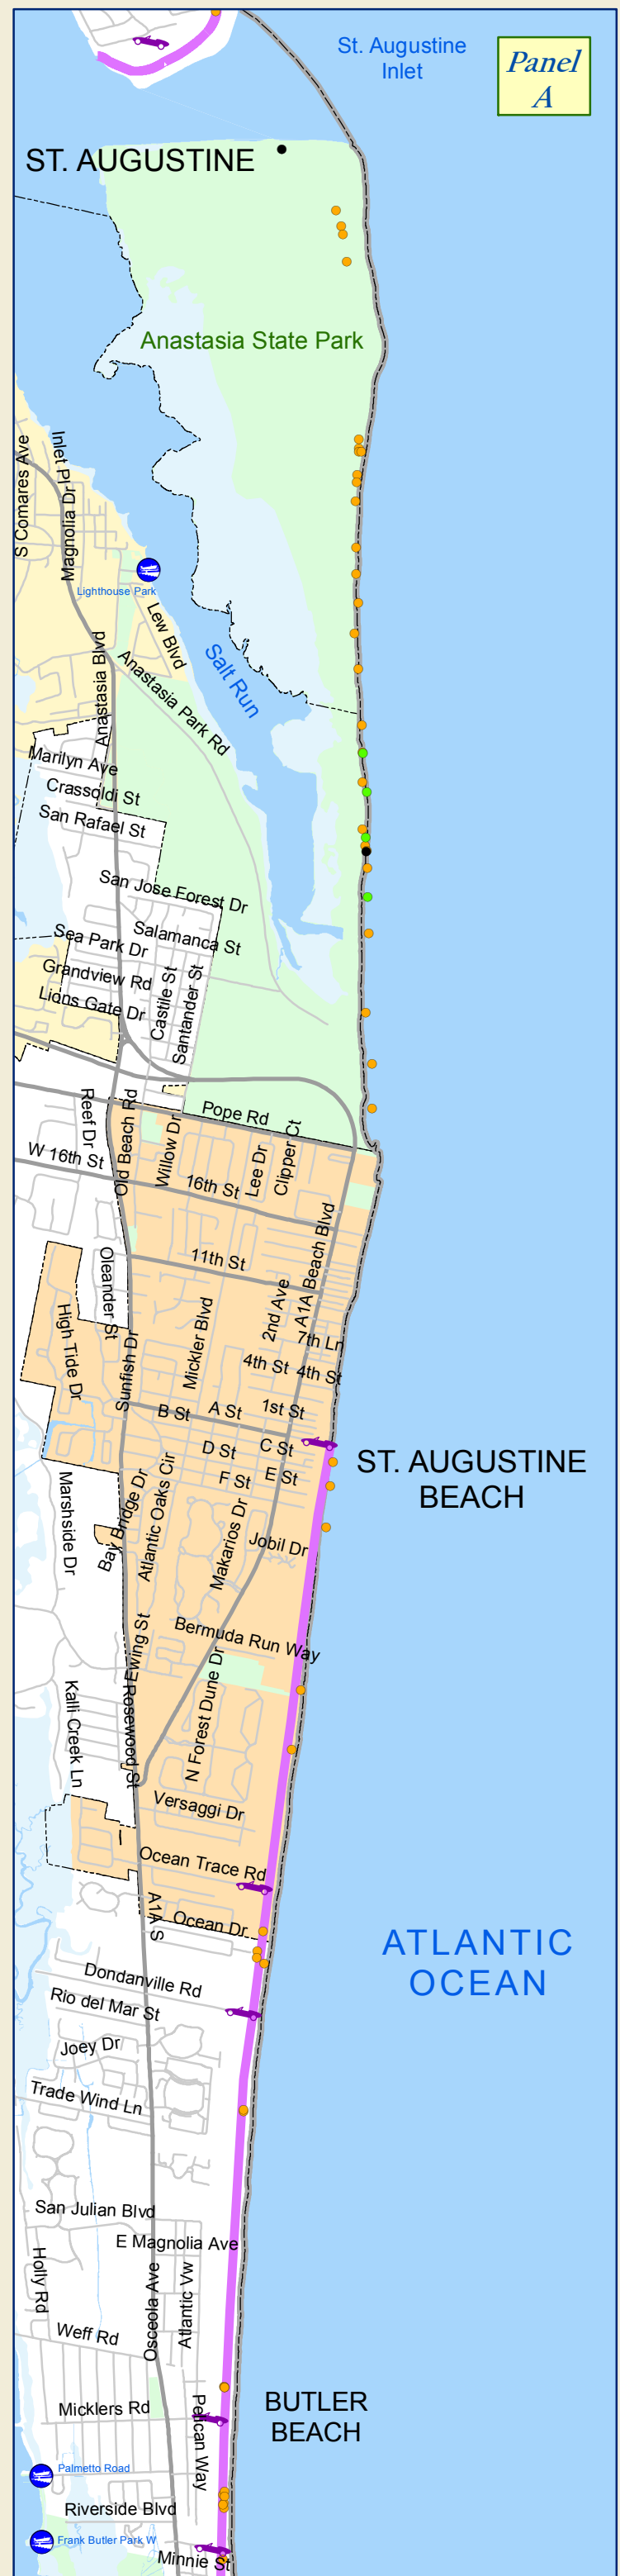 St. Augustine
Inlet
Panel
A
ST. AUGUSTINE
Anastasia State Park
S Comares Ave
Inlet Pl
Magnolia Dr
Lighthouse Park
Lew Blvd
Salt Run
Anastasia Blvd
Anastasia Park Rd
Marilyn Ave
Crassoldi St
San Rafael St
San Jose Forest Dr
Salamanca St
Sea Park Dr
Grandview Rd
Lions Gate Dr
Castile St
Santander St
Reef Dr
Old Beach Rd
Pope Rd
Willow Dr
Lee Dr
Clipper Ct
W 16th St
16th St
11th St
Oleander St
A1A Beach Blvd
2nd Ave
7th Ln
High Tide Dr
Sunfish Dr
Mickler Blvd
4th St
4th St
B St
A St
1st St
D St
C St
F St
E St
ST. AUGUSTINE
BEACH
Marshside Dr
Bay Bridge Dr
Atlantic Oaks Cir
Makarios Dr
Jobil Dr
Bermuda Run Way
Ewing St
Kalli Creek Ln
Rosewood St
N Forest Dune Dr
Versaggi Dr
Ocean Trace Rd
A1A S
Ocean Dr
ATLANTIC
OCEAN
Dondanville Rd
Rio del Mar St
Joey Dr
Trade Wind Ln
San Julian Blvd
E Magnolia Ave
Holly Rd
Osceola Ave
Atlantic Vw
Weff Rd
Micklers Rd
Pelican Way
BUTLER
BEACH
Palmetto Road
Riverside Blvd
Frank Butler Park W
Minnie St